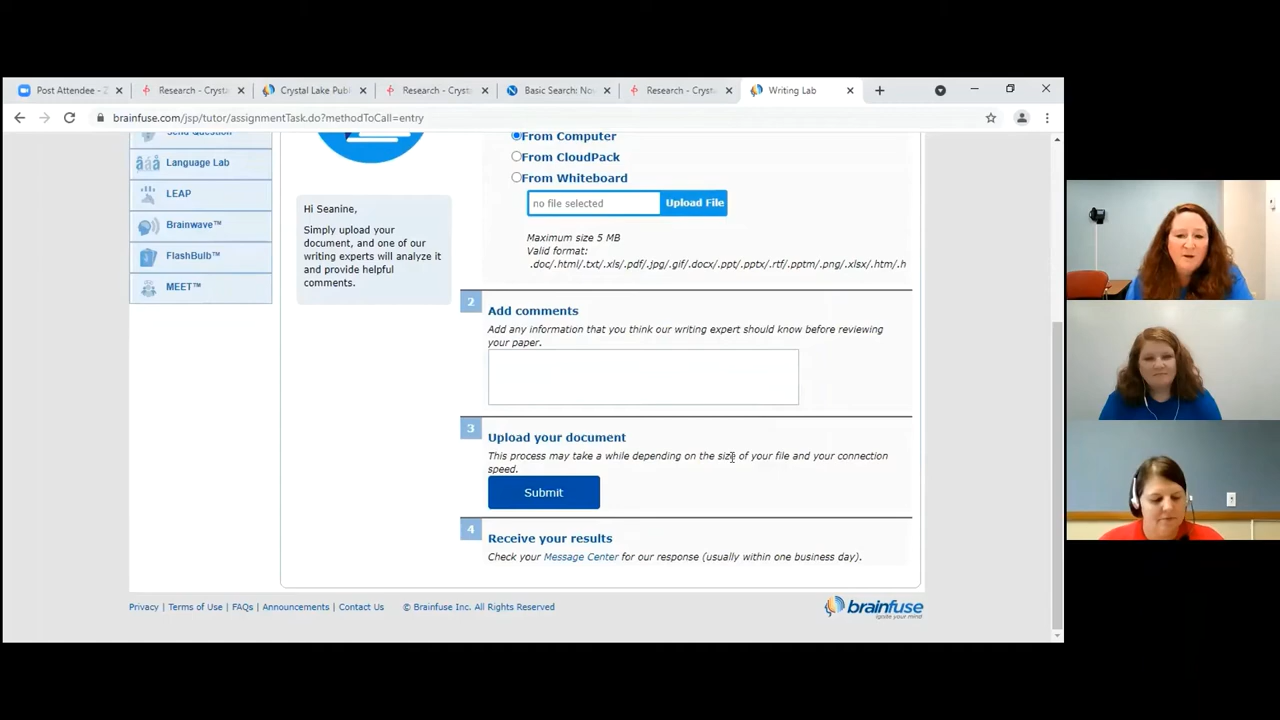 Post Attendee - Z
Research - Cryst
Crystal Lake Publ
Research - Cryst
Basic Search: Nov
Research - Crysta
Writing Lab
brainfuse.com/jsp/tutor/assignmentTask.do?methodToCall=entry
Send Question
Language Lab
LEAP
Brainwave™
FlashBulb™
MEET™
Hi Seanine,
Simply upload your
document, and one of our
writing experts will analyze it
and provide helpful
comments.
From Computer
From CloudPack
From Whiteboard
no file selected
Upload File
Maximum size 5 MB
Valid format:
.doc/.html/.txt/.xls/.pdf/.jpg/.gif/.docx/.ppt/.pptx/.rtf/.pptm/.png/.xlsx/.htm/.h
2
Add comments
Add any information that you think our writing expert should know before reviewing
your paper.
3
Upload your document
This process may take a while depending on the size of your file and your connection
speed.
Submit
4
Receive your results
Check your Message Center for our response (usually within one business day).
Privacy | Terms of Use | FAQs | Announcements | Contact Us © Brainfuse Inc. All Rights Reserved
brainfuse
ignite your mind